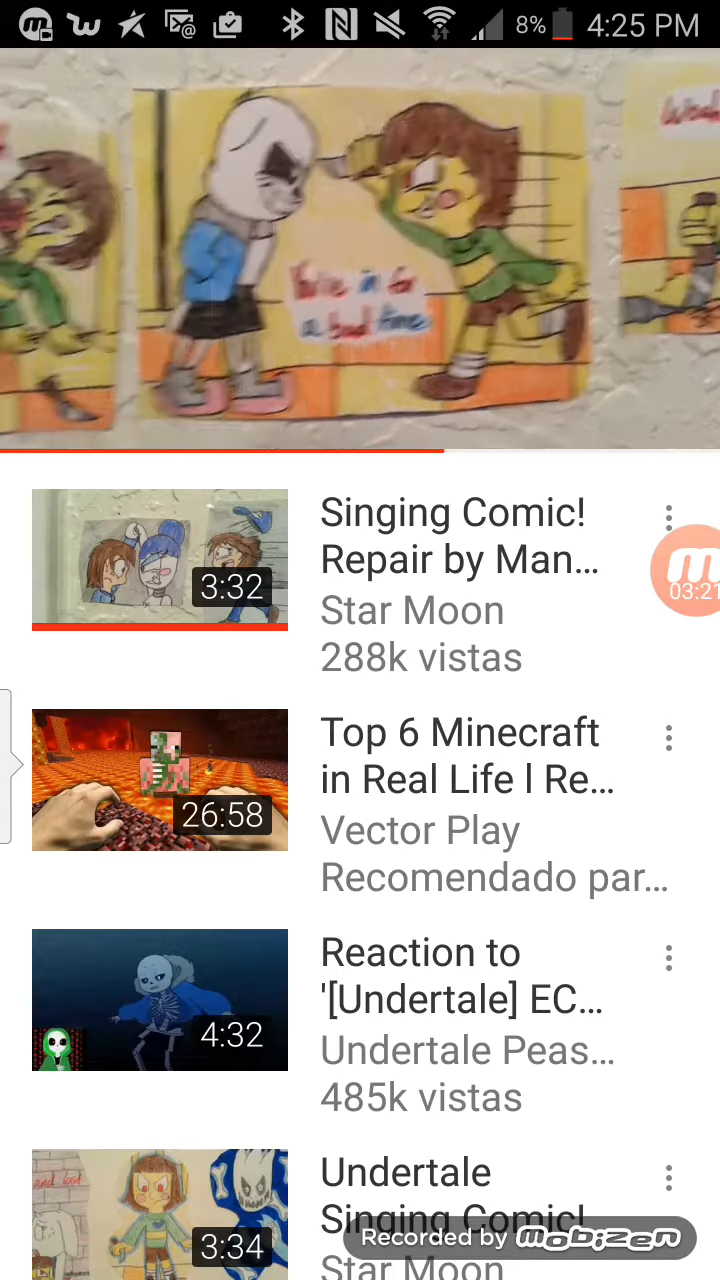 8% 4:25 PM
You're in for
a bad time
Singing Comic!
Repair by Man...
Star Moon
288k vistas
3:32
03:21
Top 6 Minecraft
in Real Life l Re...
Vector Play
Recomendado par...
26:58
Reaction to
'[Undertale] EC...
Undertale Peas...
485k vistas
4:32
Undertale
Singing Comic!
Star Moon
and lost
3:34
Recorded by mobizen